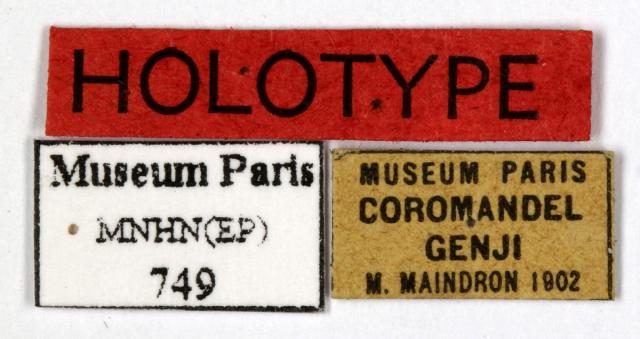 HOLOTYPE
Museum Paris
MNHN(EP)
749
MUSEUM PARIS
COROMANDEL
GENJI
M. MAINDRON 1902